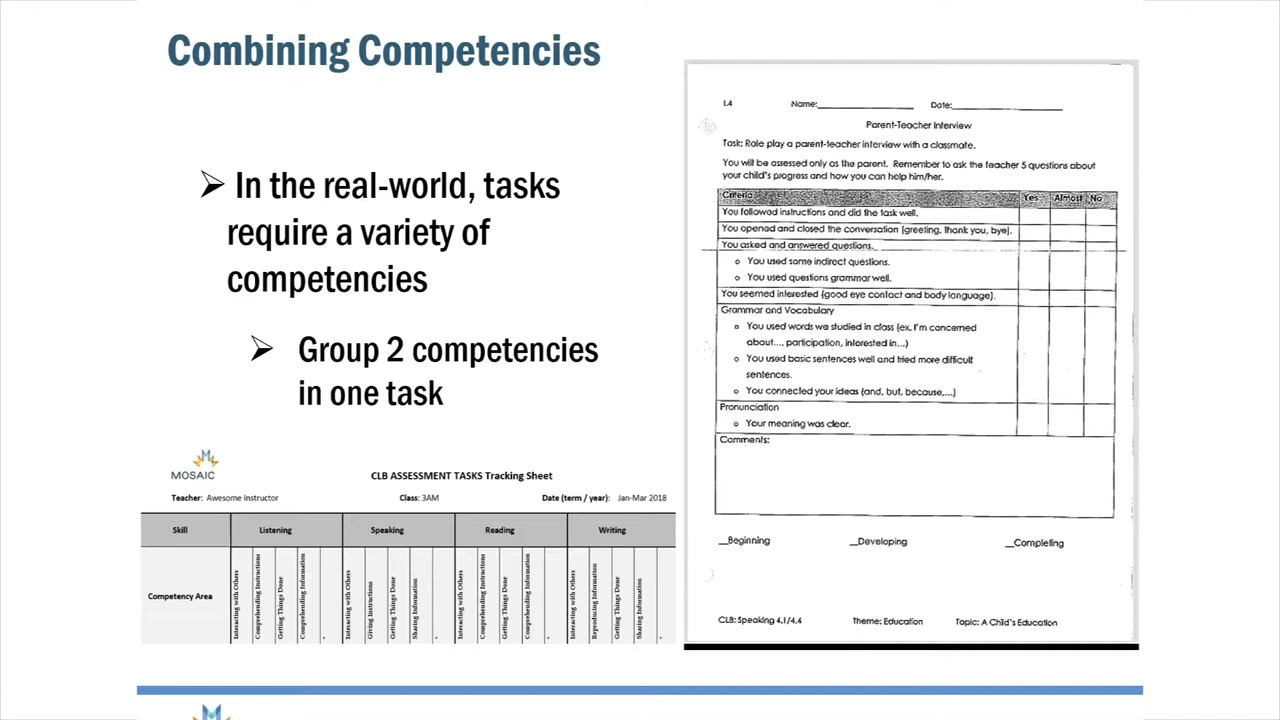 Combining Competencies
In the real-world, tasks
require a variety of
competencies
Group 2 competencies
in one task
MOSAIC
CLB ASSESSMENT TASKS Tracking Sheet
Teacher: Awesome Instructor Class: 3AM Date (term / year): Jan-Mar 2018
Skill Listening Speaking Reading Writing
Competency Area
Interacting with Others
Comprehending Instructions
Getting Things Done
Comprehending Information
Interacting with Others
Giving Instructions
Getting Things Done
Sharing Information
Interacting with Others
Comprehending Instructions
Getting Things Done
Comprehending Information
Interacting with Others
Reproducing Information
Getting Things Done
Sharing Information
L4 Name: Date:
Parent-Teacher Interview
Task: Role play a parent-teacher interview with a classmate.
You will be assessed only as the parent. Remember to ask the teacher 5 questions about
your child's progress and how you can help him/her.
Criteria Yes Almost No
You followed instructions and did the task well.
You opened and closed the conversation (greeting, thank you, bye).
You asked and answered questions.
You used some indirect questions.
You used questions grammar well.
You seemed interested (good eye contact and body language).
Grammar and Vocabulary
You used words we studied in class (ex. I'm concerned
about..., participation, interested in...)
You used basic sentences well and tried more difficult
sentences.
You connected your ideas (and, but, because,...)
Pronunciation
Your meaning was clear.
Comments:
__Beginning __Developing __Completing
CLB: Speaking 4.1/4.4 Theme: Education Topic: A Child's Education